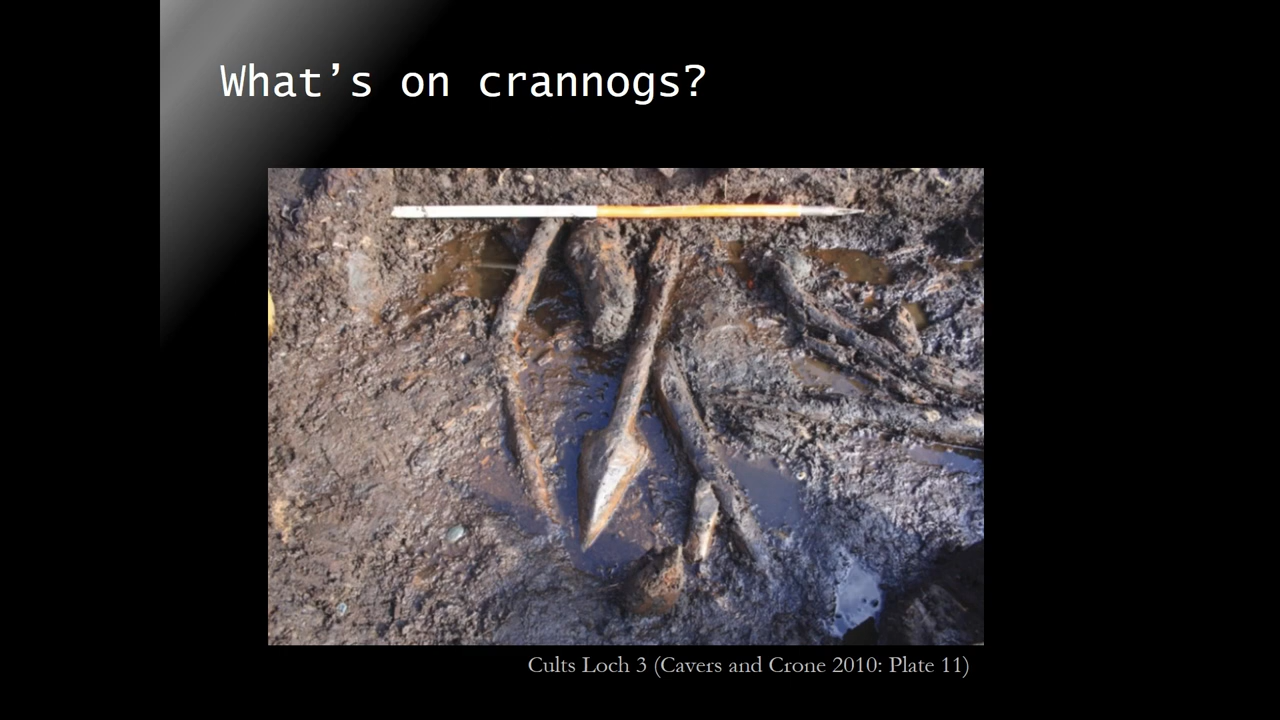 What’s on crannogs?
Cults Loch 3 (Cavers and Crone 2010: Plate 11)